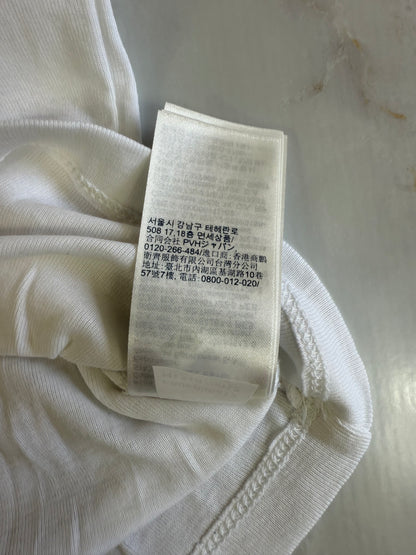 서울시 강남구 테헤란로
508 17,18층 면세상품/
合同会社 PVHジャパン
0120-266-484/進口商:香港商鵬
衛齊服飾有限公司台灣分公司
地址:臺北市內湖區基湖路10巷
57號7樓,電話:0800-012-020/